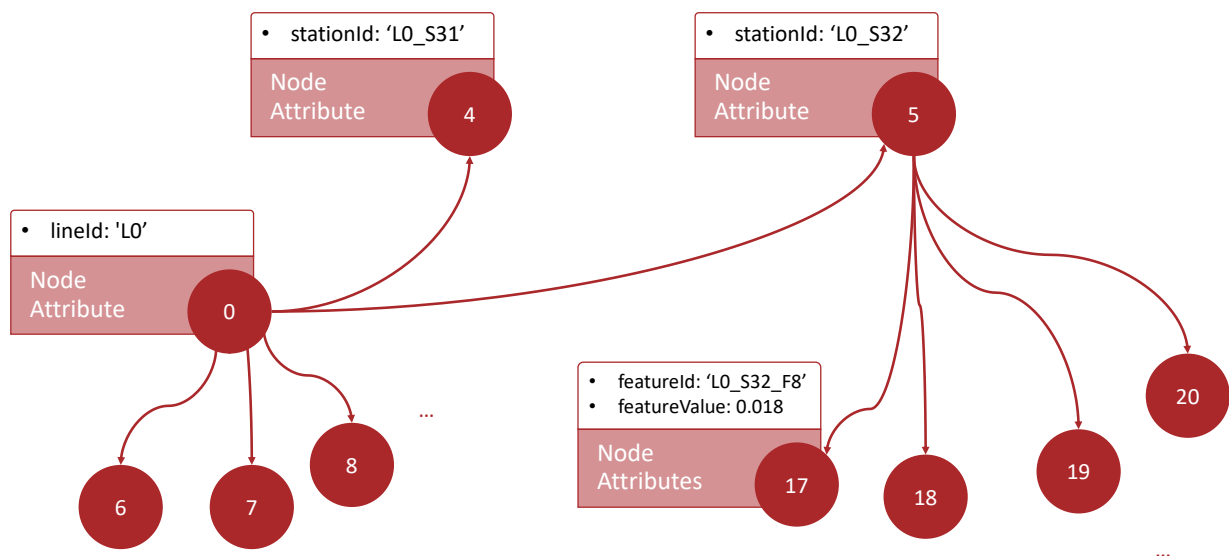 • stationId: ‘L0_S31’
Node
Attribute
4
• stationId: ‘L0_S32’
Node
Attribute
5
• lineId: 'L0’
Node
Attribute
0
6
7
8
...
• featureId: ‘L0_S32_F8’
• featureValue: 0.018
Node
Attributes
17
18
19
20
...